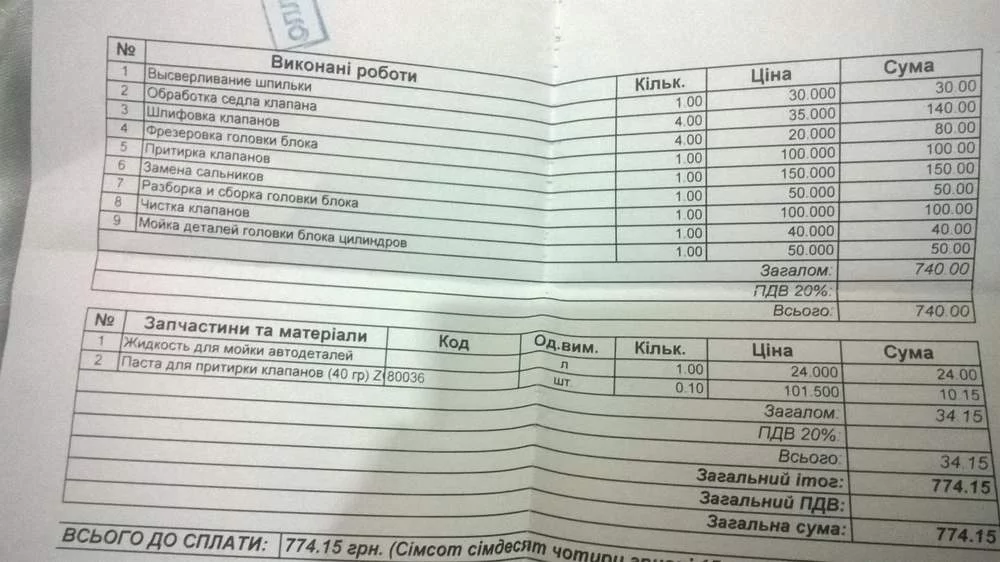 № Виконані роботи Кільк. Ціна Сума
1 Высверливание шпильки 1.00 30.000 30.00
2 Обработка седла клапана 4.00 35.000 140.00
3 Шлифовка клапанов 4.00 20.000 80.00
4 Фрезеровка головки блока 1.00 100.000 100.00
5 Притирка клапанов 1.00 150.000 150.00
6 Замена сальников 1.00 50.000 50.00
7 Разборка и сборка головки блока 1.00 100.000 100.00
8 Чистка клапанов 1.00 40.000 40.00
9 Мойка деталей головки блока цилиндров 1.00 50.000 50.00
Загалом: 740.00
ПДВ 20%:
Всього: 740.00
№ Запчастини та матеріали Код Од.вим. Кільк. Ціна Сума
1 Жидкость для мойки автодеталей л 1.00 24.000 24.00
2 Паста для притирки клапанов (40 гр) Z 80036 шт 0.10 101.500 10.15
Загалом: 34.15
ПДВ 20%:
Всього: 34.15
Загальний ітог: 774.15
Загальний ПДВ:
Загальна сума: 774.15
ВСЬОГО ДО СПЛАТИ: 774.15 грн. (Сімсот сімдесят чотири